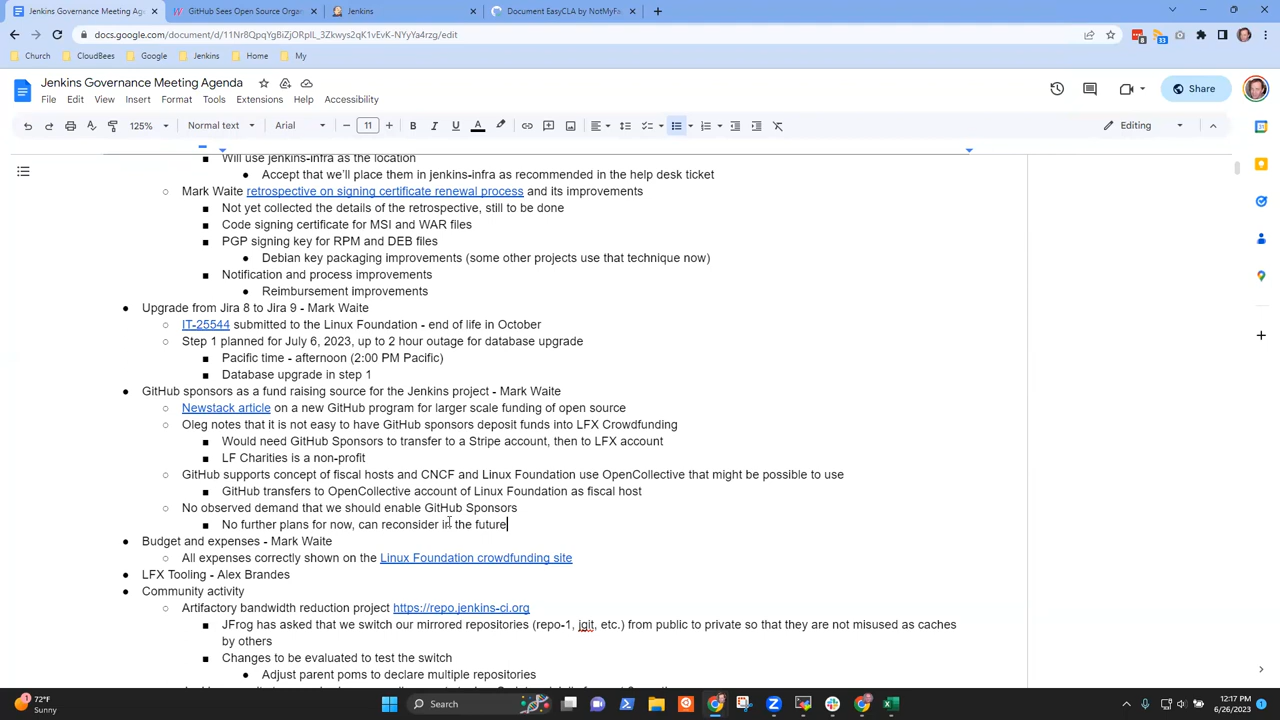 Jenkins Governance Meeting Age
GitHub Sees Open Source Organ
Jenkins
Document EasyCLA by NotMyFa
docs.google.com/document/d/11Nr8QpqYgBiZjORpIL_3Zkwys2qK1vEvK-NYyYa4rzg/edit
Church
CloudBees
Google
Jenkins
Home
My
Jenkins Governance Meeting Agenda
File Edit View Insert Format Tools Extensions Help Accessibility
Share
125% Normal text Arial 11 B I U A Editing
■ Will use jenkins-infra as the location
● Accept that we'll place them in jenkins-infra as recommended in the help desk ticket
○ Mark Waite retrospective on signing certificate renewal process and its improvements
■ Not yet collected the details of the retrospective, still to be done
■ Code signing certificate for MSI and WAR files
■ PGP signing key for RPM and DEB files
● Debian key packaging improvements (some other projects use that technique now)
■ Notification and process improvements
● Reimbursement improvements
● Upgrade from Jira 8 to Jira 9 - Mark Waite
○ IT-25544 submitted to the Linux Foundation - end of life in October
○ Step 1 planned for July 6, 2023, up to 2 hour outage for database upgrade
■ Pacific time - afternoon (2:00 PM Pacific)
■ Database upgrade in step 1
● GitHub sponsors as a fund raising source for the Jenkins project - Mark Waite
○ Newstack article on a new GitHub program for larger scale funding of open source
○ Oleg notes that it is not easy to have GitHub sponsors deposit funds into LFX Crowdfunding
■ Would need GitHub Sponsors to transfer to a Stripe account, then to LFX account
■ LF Charities is a non-profit
○ GitHub supports concept of fiscal hosts and CNCF and Linux Foundation use OpenCollective that might be possible to use
■ GitHub transfers to OpenCollective account of Linux Foundation as fiscal host
○ No observed demand that we should enable GitHub Sponsors
■ No further plans for now, can reconsider in the future
● Budget and expenses - Mark Waite
○ All expenses correctly shown on the Linux Foundation crowdfunding site
● LFX Tooling - Alex Brandes
● Community activity
○ Artifactory bandwidth reduction project https://repo.jenkins-ci.org
■ JFrog has asked that we switch our mirrored repositories (repo-1, jgit, etc.) from public to private so that they are not misused as caches
by others
■ Changes to be evaluated to test the switch
● Adjust parent poms to declare multiple repositories
72°F
Sunny
Search
12:17 PM
6/26/2023